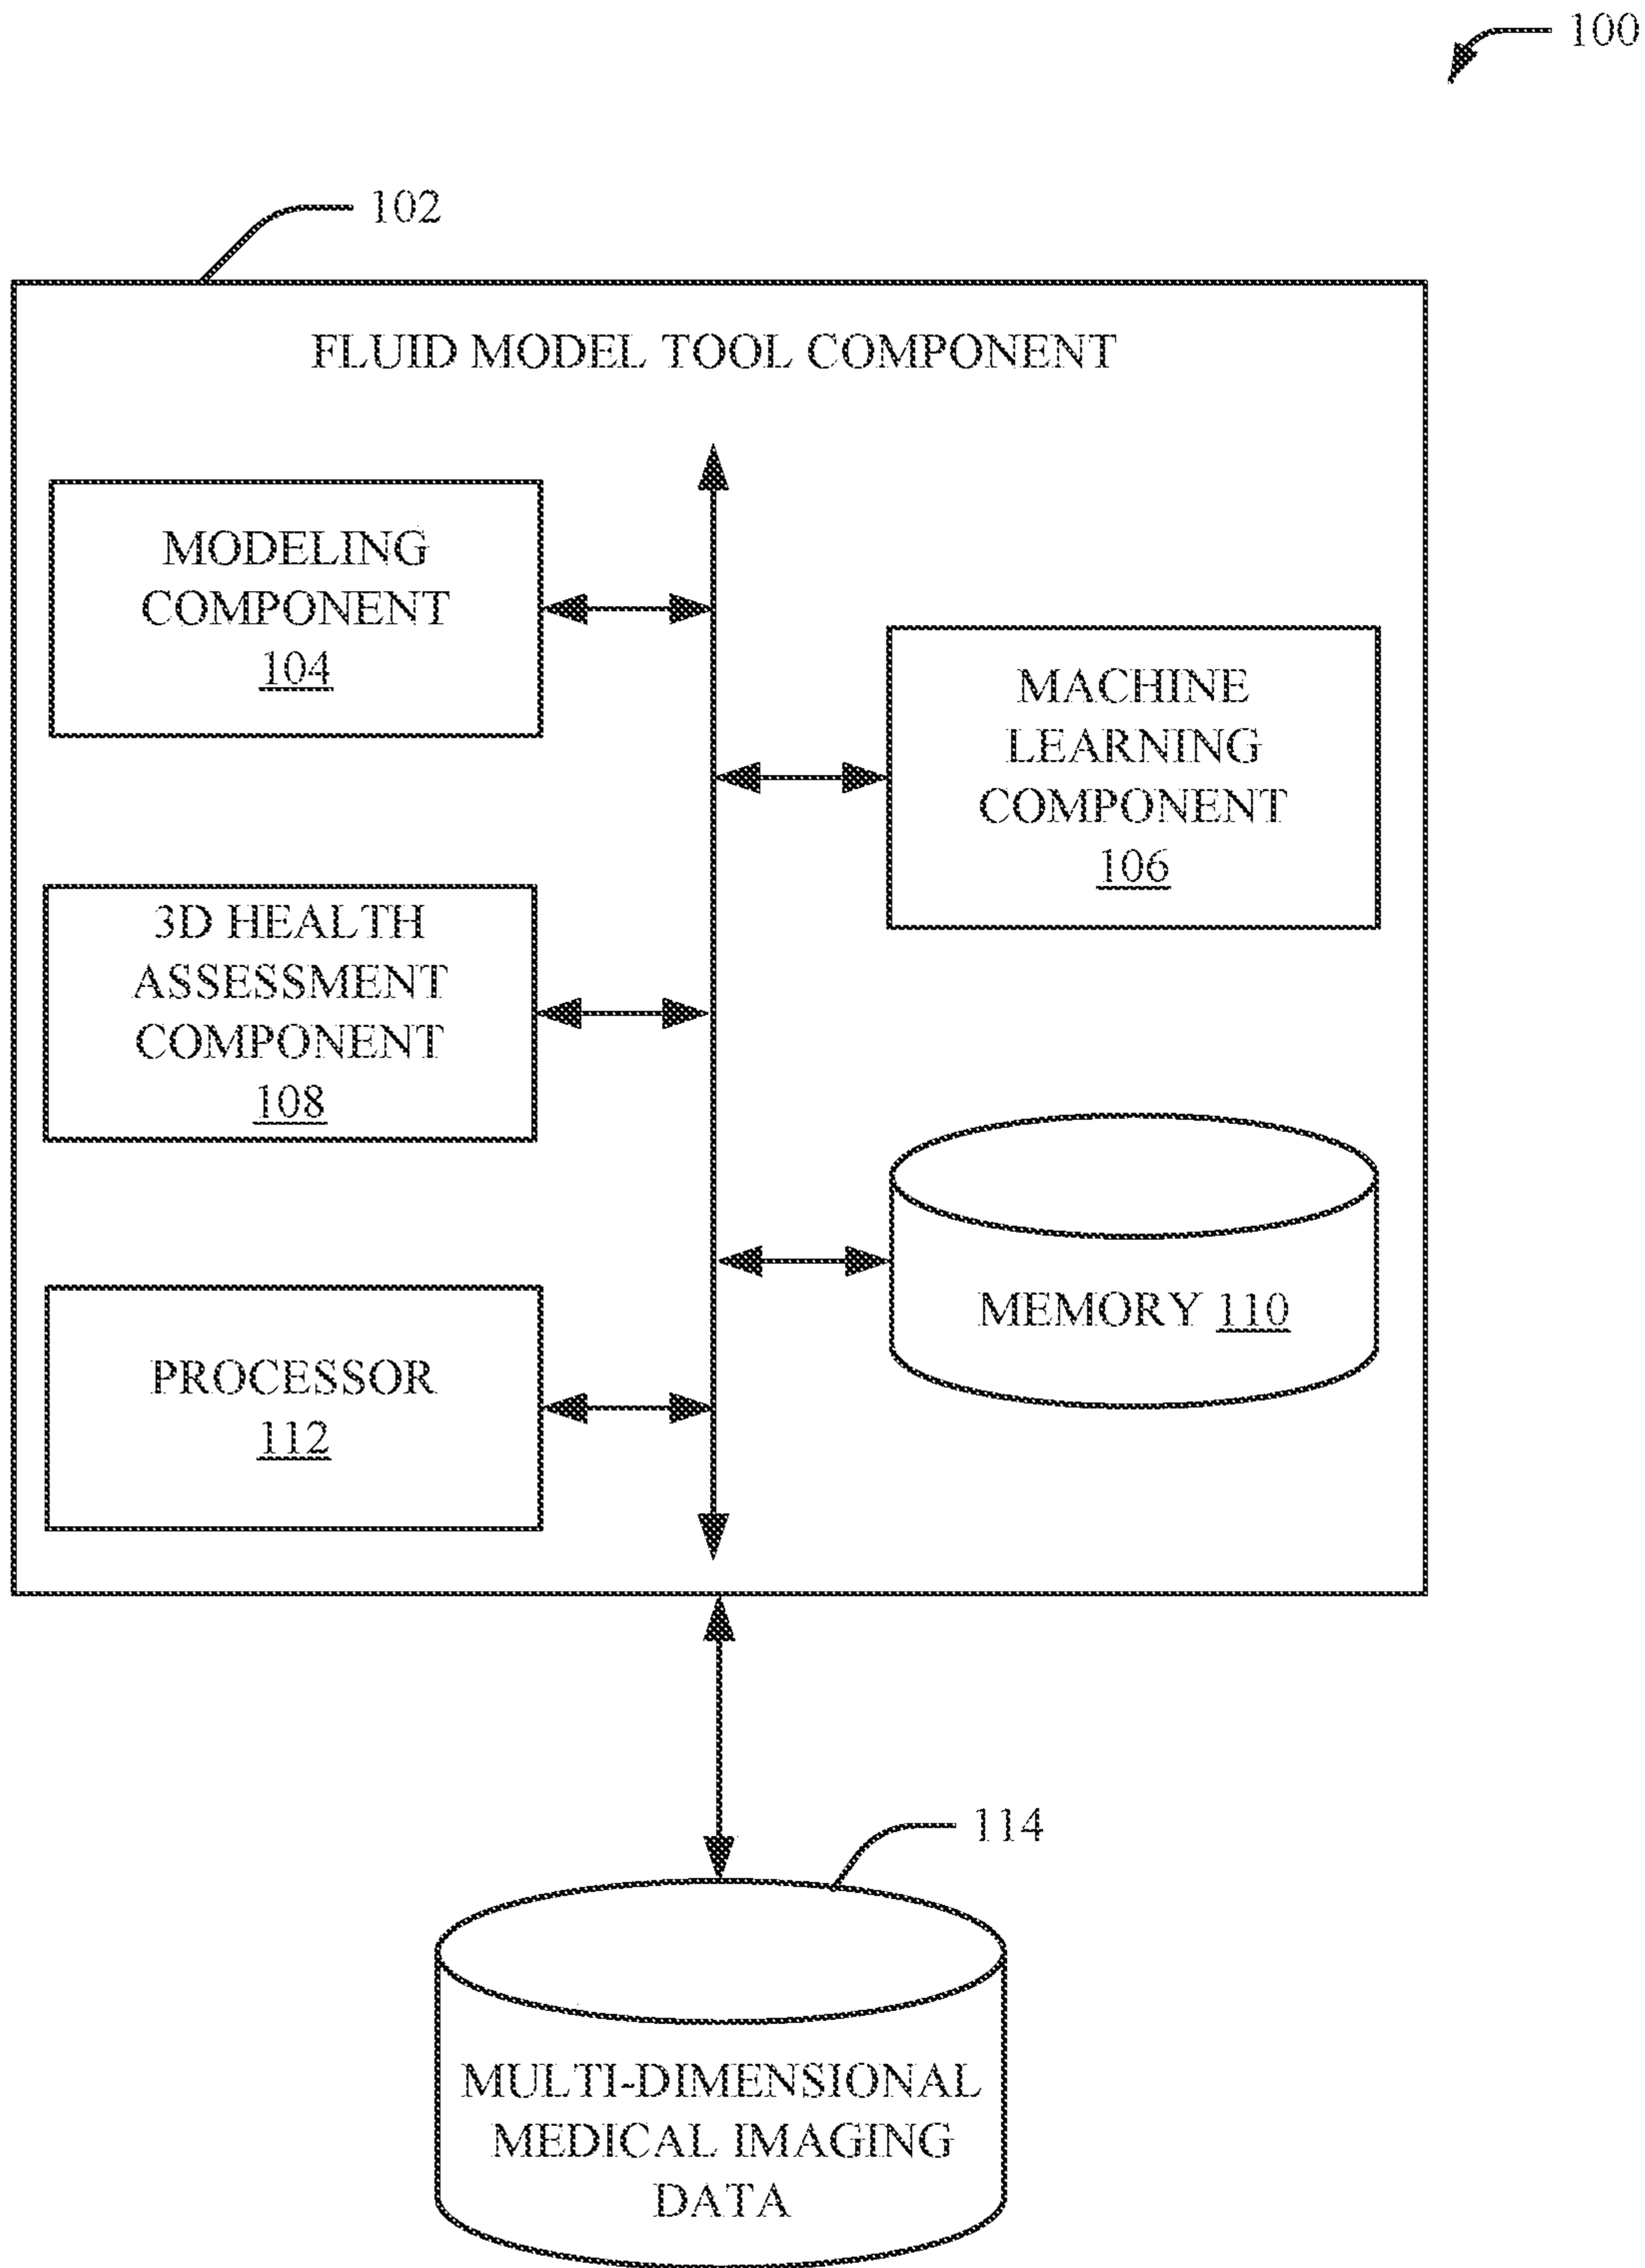 100
102
FLUID MODEL TOOL COMPONENT
MODELING
COMPONENT
104
MACHINE
LEARNING
COMPONENT
106
3D HEALTH
ASSESSMENT
COMPONENT
108
MEMORY 110
PROCESSOR
112
114
MULTI-DIMENSIONAL
MEDICAL IMAGING
DATA